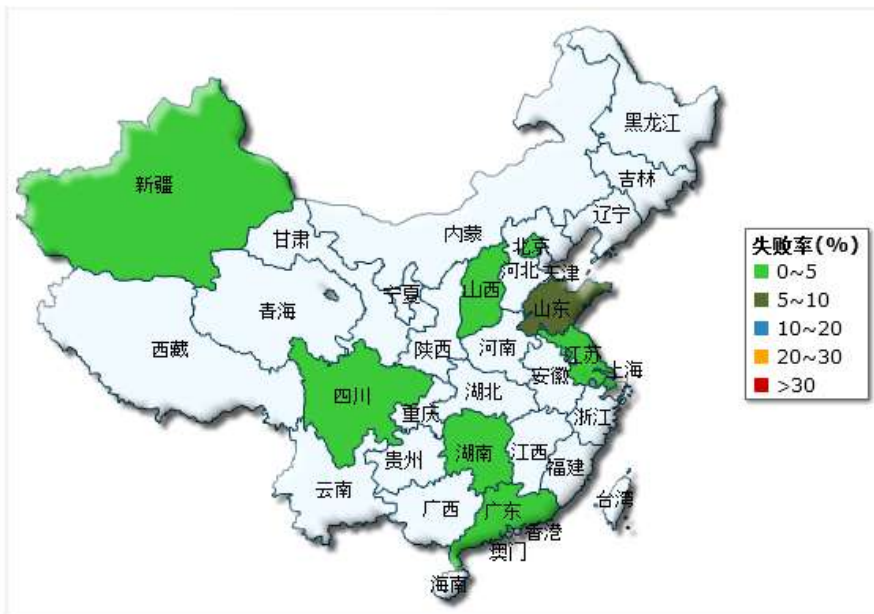 黑龙江
吉林
辽宁
新疆
甘肃
内蒙
北京
河北
天津
山西
山东
宁夏
青海
西藏
陕西
河南
江苏
安徽
上海
四川
重庆
湖北
浙江
湖南
江西
贵州
福建
云南
广西
广东
台湾
香港
澳门
海南
失败率(%)
0~5
5~10
10~20
20~30
>30